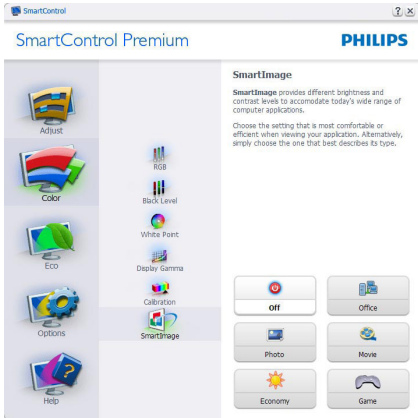 SmartControl
SmartControl Premium
PHILIPS
Adjust
Color
Eco
Options
Help
RGB
Black Level
White Point
Display Gamma
Calibration
SmartImage
SmartImage
SmartImage provides different brightness and
contrast levels to accomodate today's wide range of
computer applications.
Choose the setting that is most comfortable or
efficient when viewing your application. Alternatively,
simply choose the one that best describes its type.
Off
Office
Photo
Movie
Economy
Game